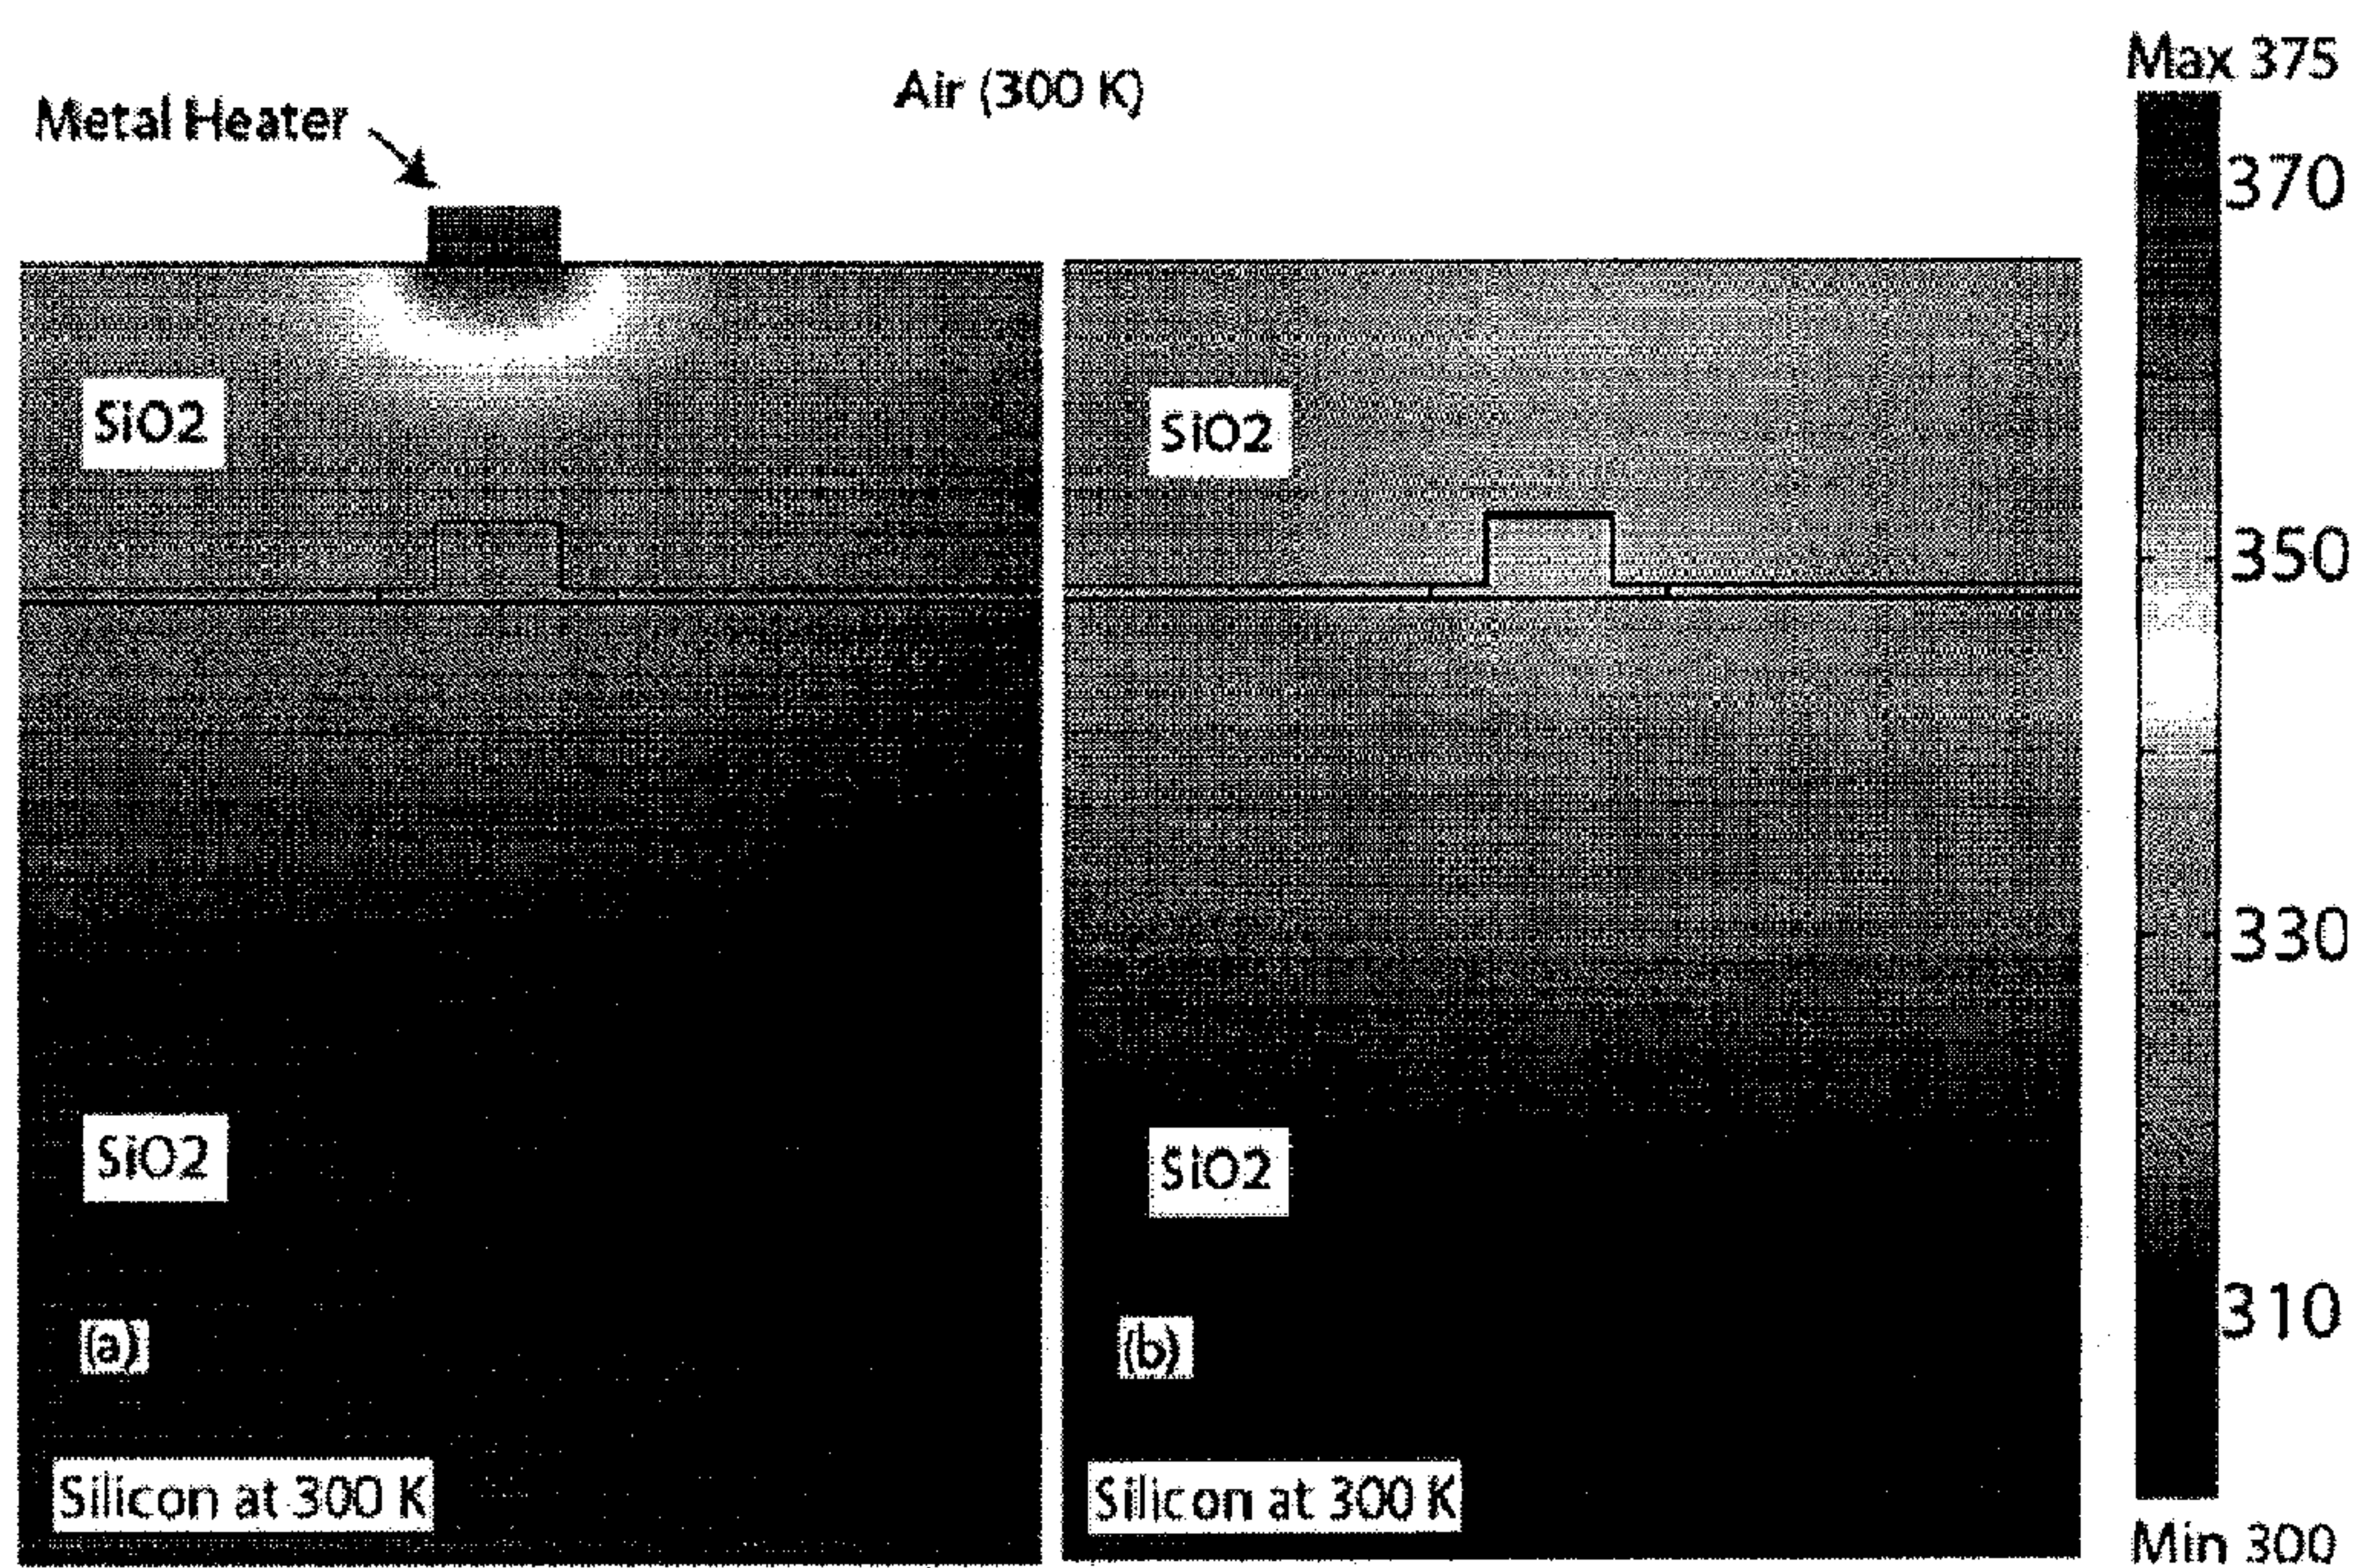 Metal Heater
Air (300 K)
SiO2
SiO2
(a)
Silicon at 300 K
SiO2
SiO2
(b)
Silicon at 300 K
Max 375
370
350
330
310
Min 300